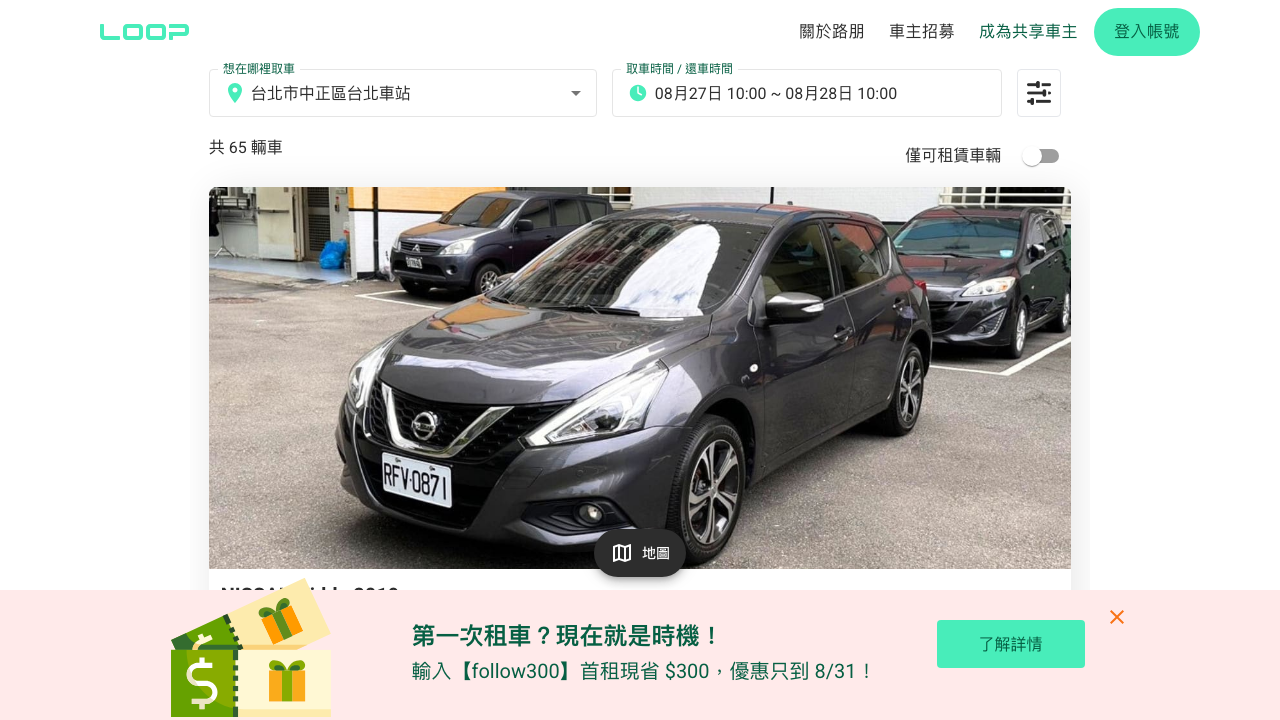 LOOP
關於路朋
車主招募
成為共享車主
登入帳號
想在哪裡取車
台北市中正區台北車站
取車時間 / 還車時間
08月27日 10:00 ~ 08月28日 10:00
共 65 輛車
僅可租賃車輛
RFV-0871
地圖
第一次租車？現在就是時機！
輸入【follow300】首租現省 $300，優惠只到 8/31！
了解詳情